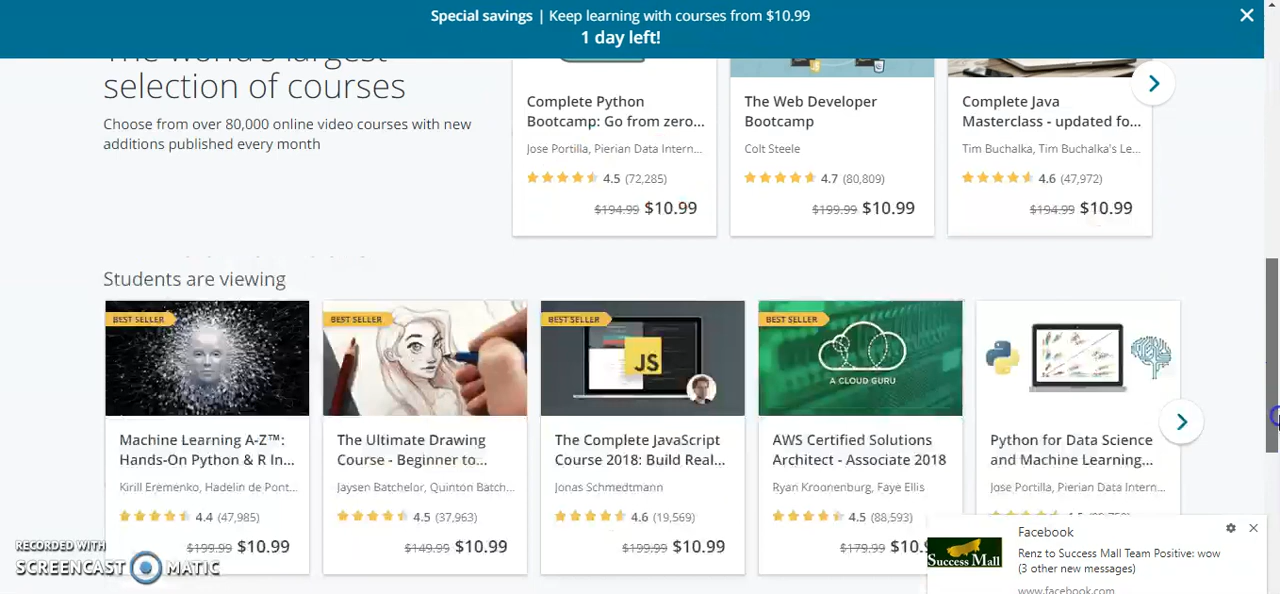 Special savings | Keep learning with courses from $10.99
1 day left!
selection of courses
Choose from over 80,000 online video courses with new
additions published every month
Complete Python
Bootcamp: Go from zero...
Jose Portilla, Pierian Data Intern...
4.5 (72,285)
$194.99 $10.99
The Web Developer
Bootcamp
Colt Steele
4.7 (80,809)
$199.99 $10.99
Complete Java
Masterclass - updated fo...
Tim Buchalka, Tim Buchalka's Le...
4.6 (47,972)
$194.99 $10.99
Students are viewing
BEST SELLER
Machine Learning A-Z™:
Hands-On Python & R In...
Kirill Eremenko, Hadelin de Pont...
4.4 (47,985)
$199.99 $10.99
BEST SELLER
The Ultimate Drawing
Course - Beginner to...
Jaysen Batchelor, Quinton Batch...
4.5 (37,963)
$149.99 $10.99
BEST SELLER
JS
The Complete JavaScript
Course 2018: Build Real...
Jonas Schmedtmann
4.6 (19,569)
$199.99 $10.99
BEST SELLER
A CLOUD GURU
AWS Certified Solutions
Architect - Associate 2018
Ryan Kroonenburg, Faye Ellis
4.5 (88,593)
$179.99
Python for Data Science
and Machine Learning...
Jose Portilla, Pierian Data Intern...
Success Mall
Facebook
Renz to Success Mall Team Positive: wow
(3 other new messages)
www.facebook.com
RECORDED WITH
SCREENCAST MATIC